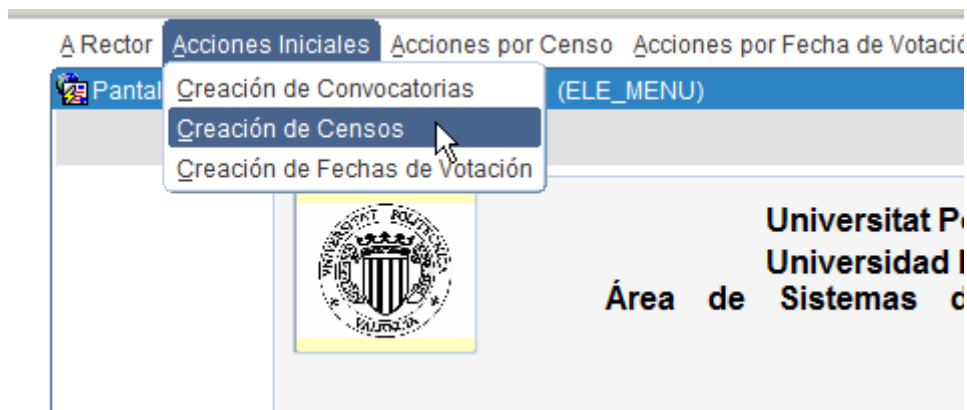 A Rector Acciones Iniciales Acciones por Censo Acciones por Fecha de Votació
Pantal (ELE_MENU)
Creación de Convocatorias
Creación de Censos
Creación de Fechas de Votación
Universitat
Universidad
Área de Sistemas